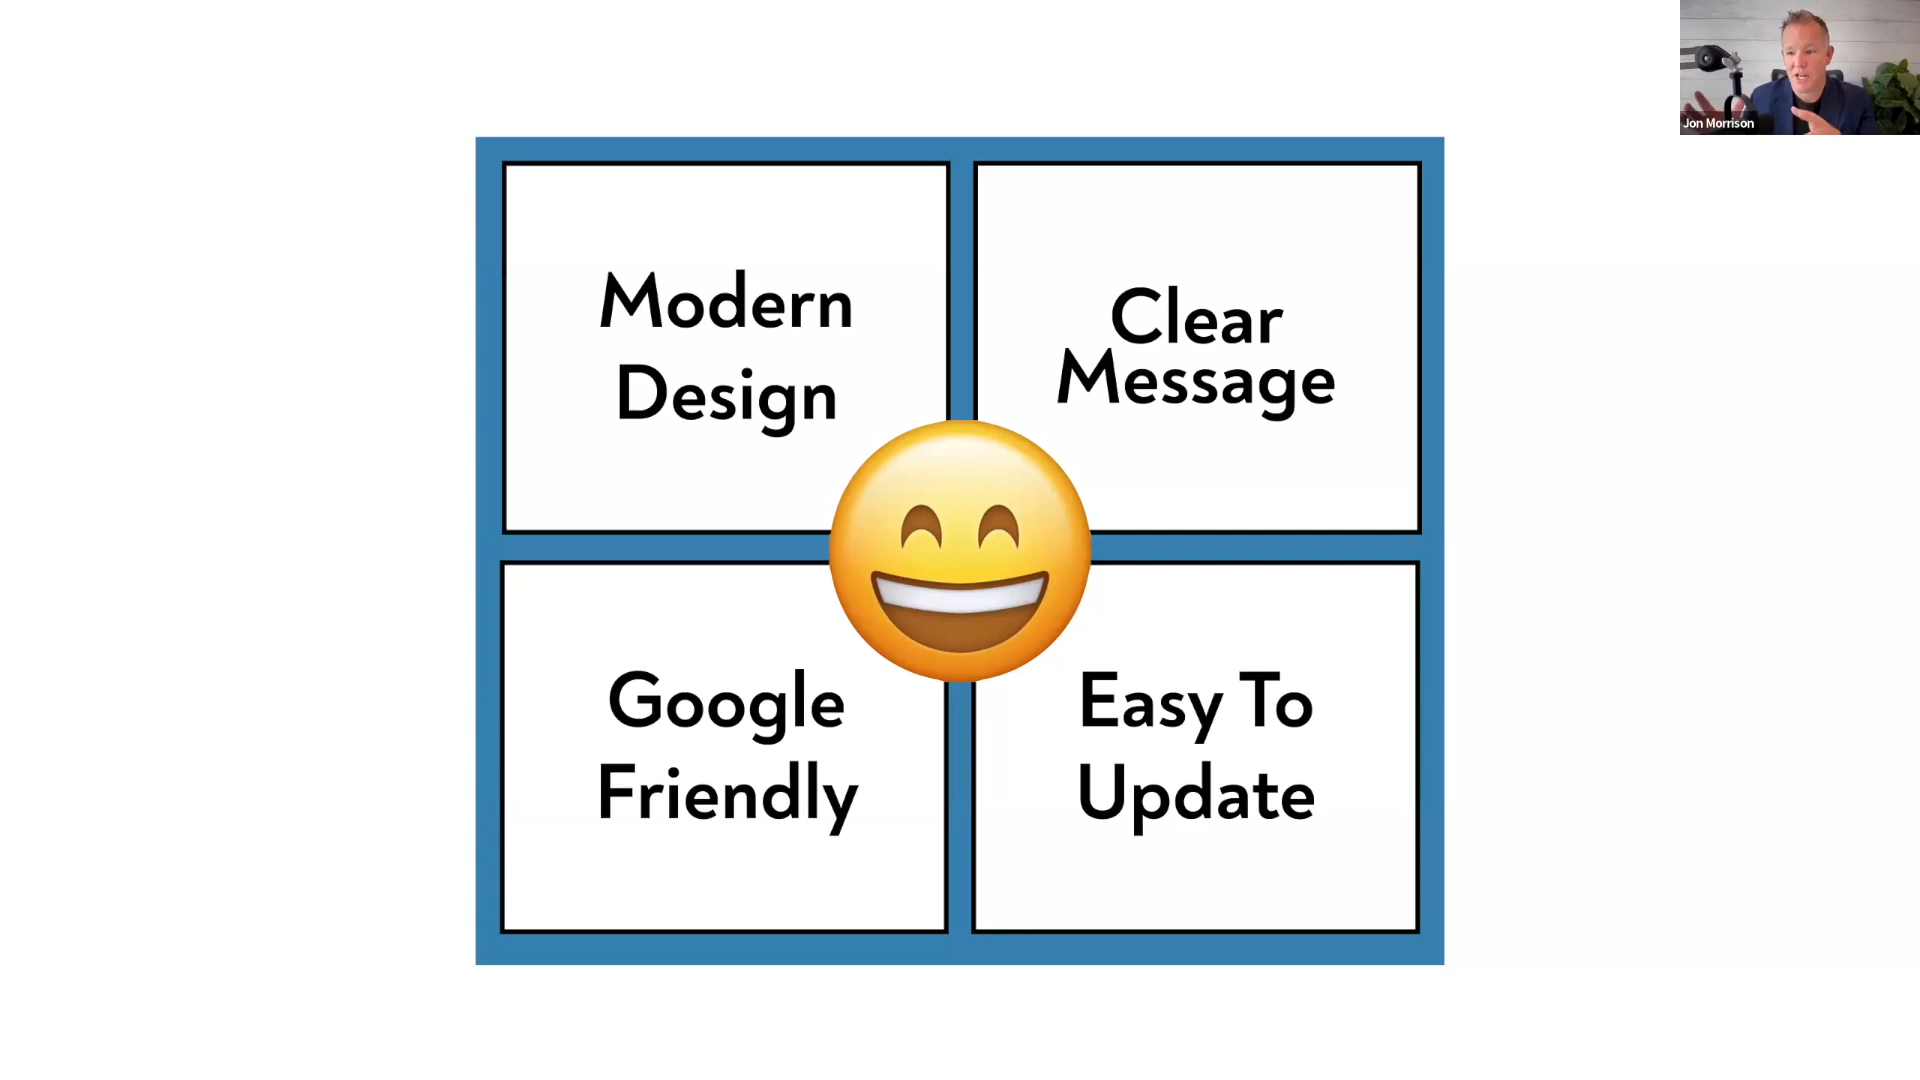 Jon Morrison
Modern
Design
Clear
Message
Google
Friendly
Easy To
Update